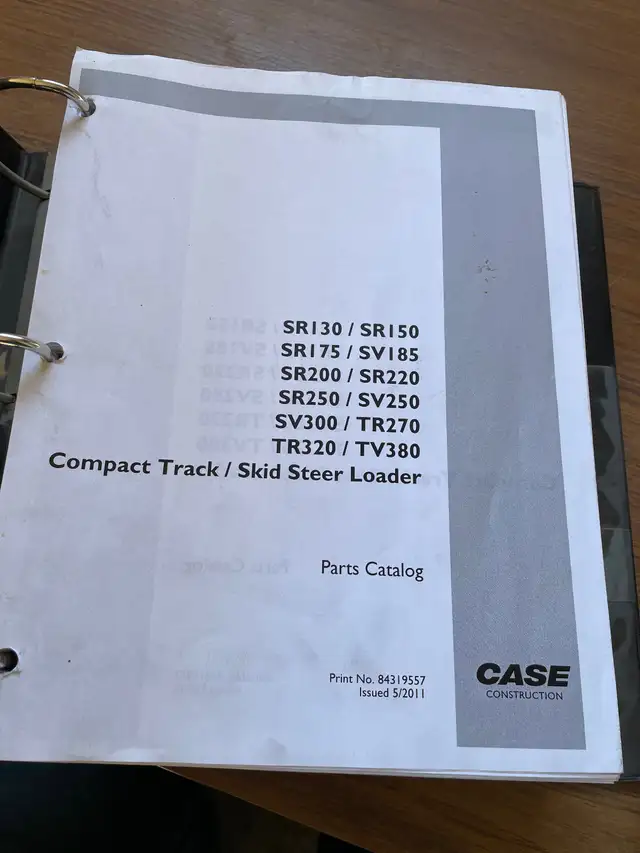 SR130 / SR150
SR175 / SV185
SR200 / SR220
SR250 / SV250
SV300 / TR270
TR320 / TV380
Compact Track / Skid Steer Loader
Parts Catalog
Print No. 84319557
Issued 5/2011
CASE
CONSTRUCTION